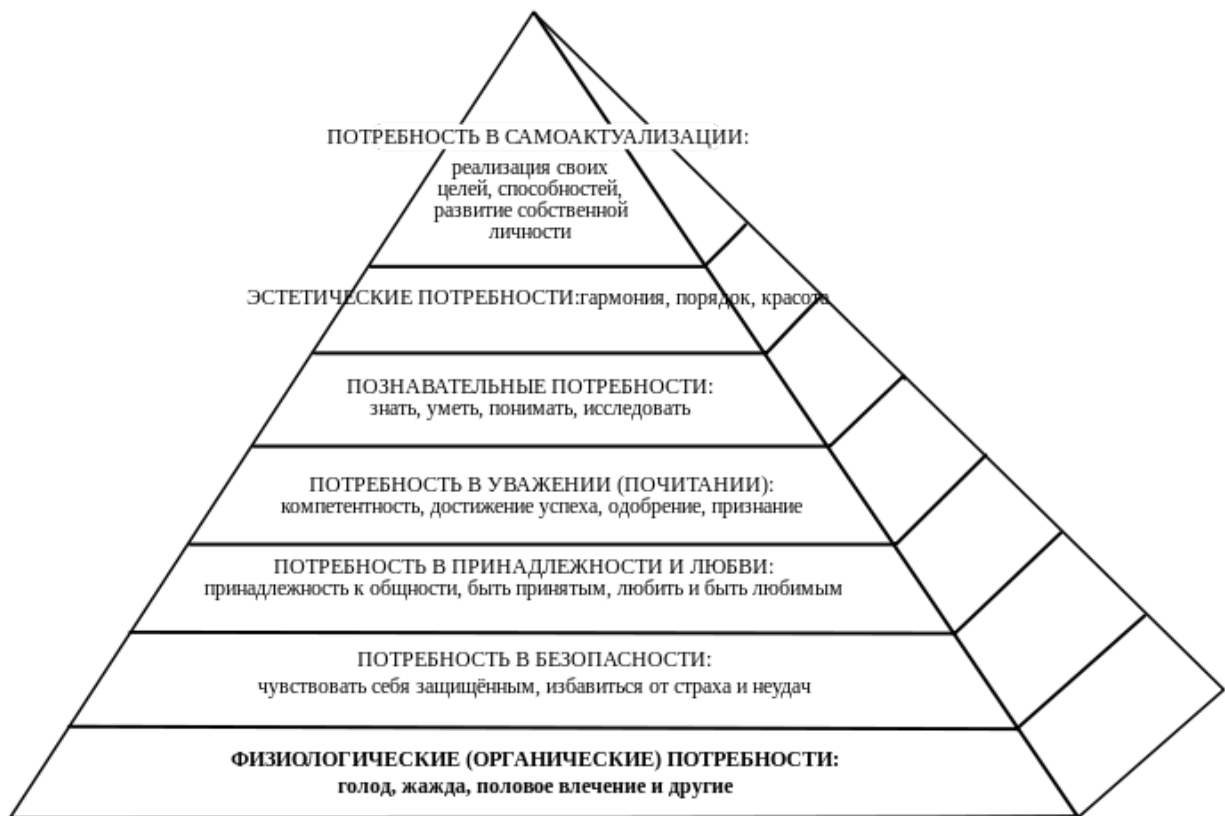 ПОТРЕБНОСТЬ В САМОАКТУАЛИЗАЦИИ:
реализация своих
целей, способностей,
развитие собственной
личности
ЭСТЕТИЧЕСКИЕ ПОТРЕБНОСТИ:гармония, порядок, красота
ПОЗНАВАТЕЛЬНЫЕ ПОТРЕБНОСТИ:
знать, уметь, понимать, исследовать
ПОТРЕБНОСТЬ В УВАЖЕНИИ (ПОЧИТАНИИ):
компетентность, достижение успеха, одобрение, признание
ПОТРЕБНОСТЬ В ПРИНАДЛЕЖНОСТИ И ЛЮБВИ:
принадлежность к общности, быть принятым, любить и быть любимым
ПОТРЕБНОСТЬ В БЕЗОПАСНОСТИ:
чувствовать себя защищённым, избавиться от страха и неудач
ФИЗИОЛОГИЧЕСКИЕ (ОРГАНИЧЕСКИЕ) ПОТРЕБНОСТИ:
голод, жажда, половое влечение и другие